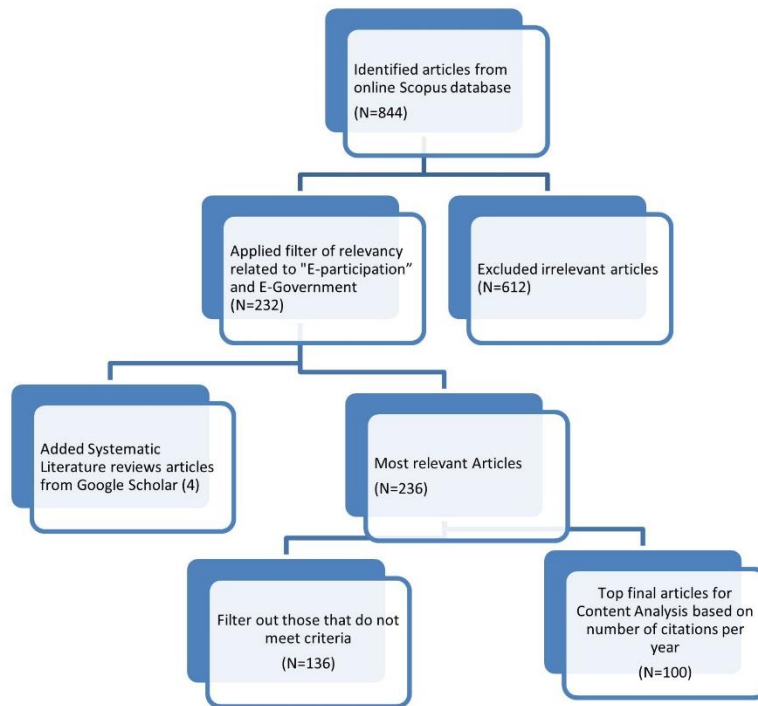 Identified articles from
online Scopus database
(N=844)
Applied filter of relevancy
related to "E-participation”
and E-Government
(N=232)
Excluded irrelevant articles
(N=612)
Added Systematic
Literature reviews articles
from Google Scholar (4)
Most relevant Articles
(N=236)
Filter out those that do not
meet criteria
(N=136)
Top final articles for
Content Analysis based on
number of citations per
year
(N=100)